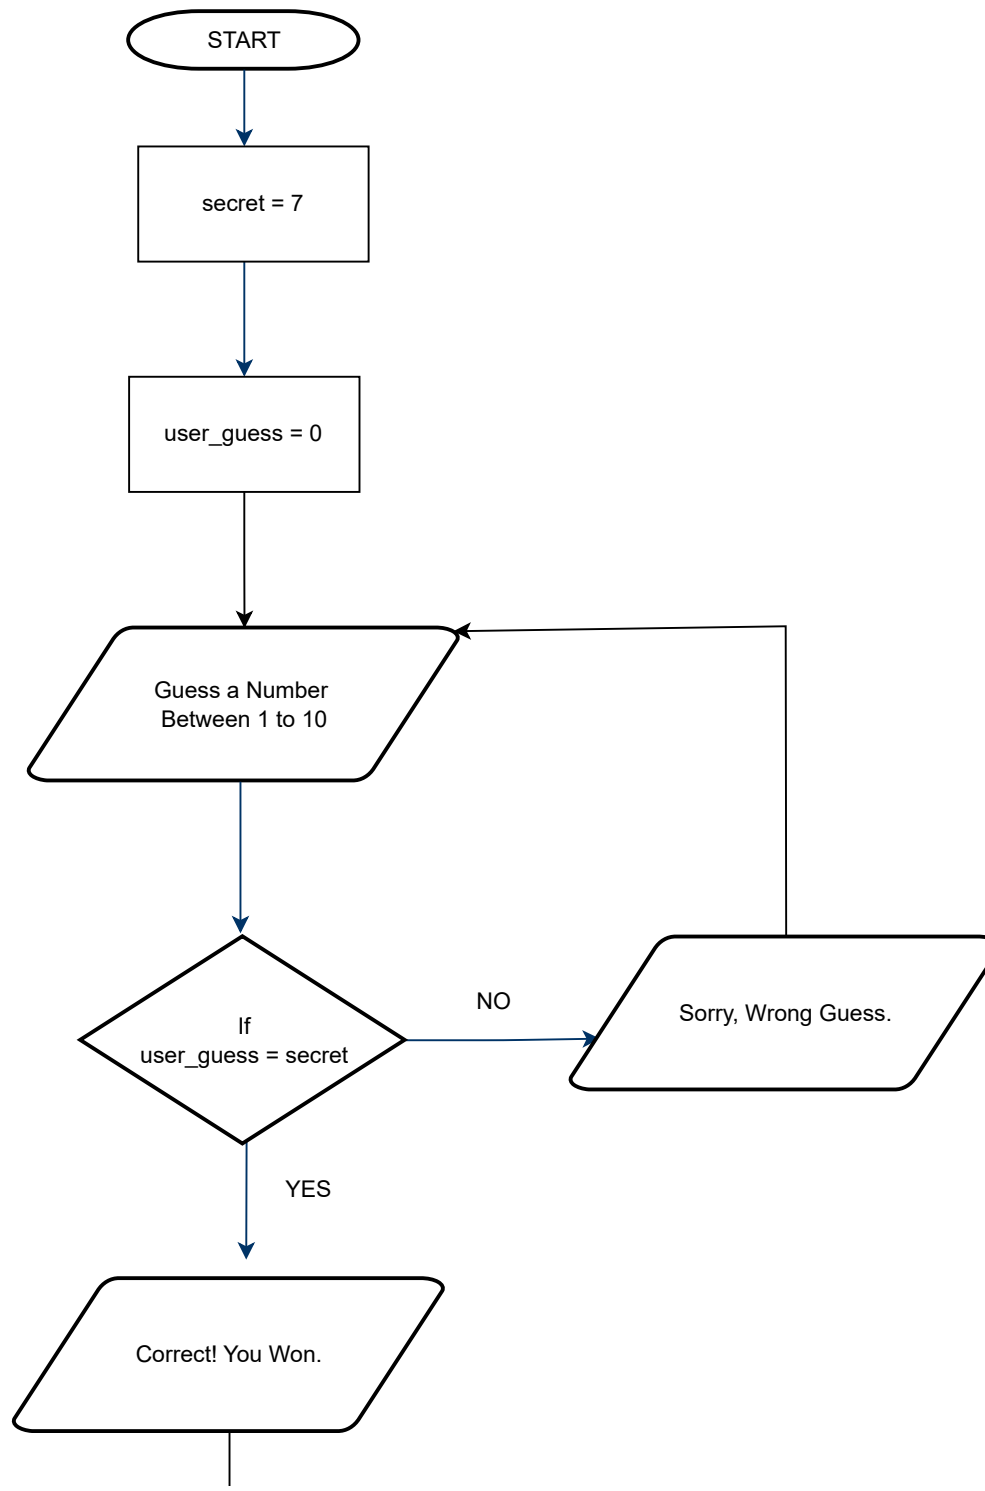 START
secret = 7
user_guess = 0
Guess a Number
Between 1 to 10
If
user_guess = secret
NO
Sorry, Wrong Guess.
YES
Correct! You Won.